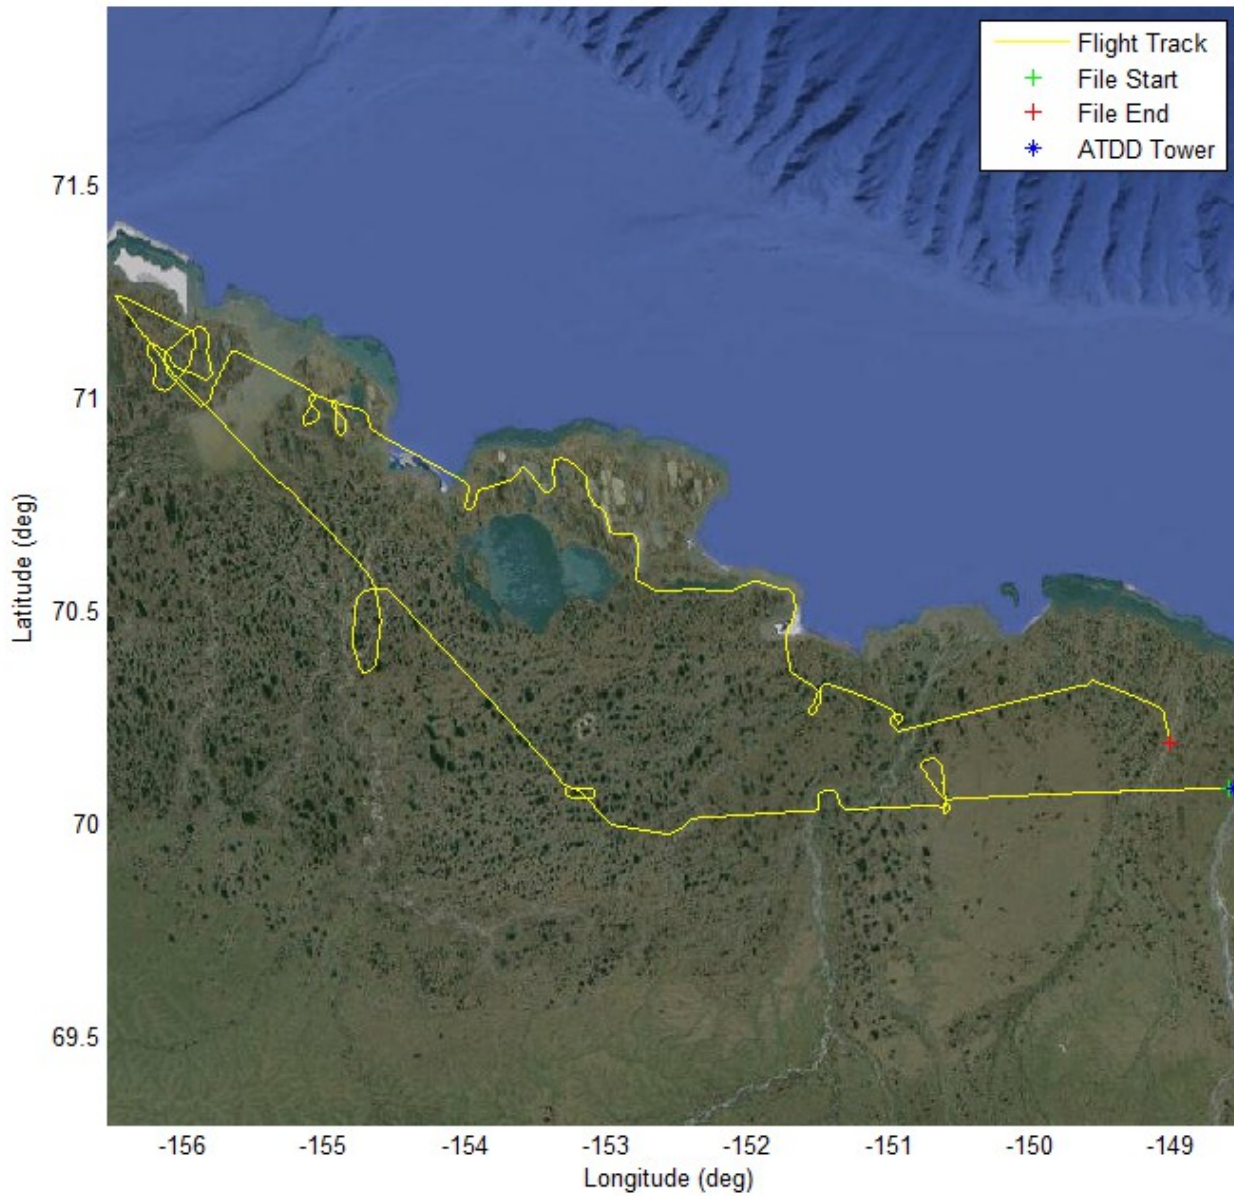 Flight Track
File Start
File End
ATDD Tower
71.5
71
70.5
70
69.5
Latitude (deg)
-156
-155
-154
-153
-152
-151
-150
-149
Longitude (deg)